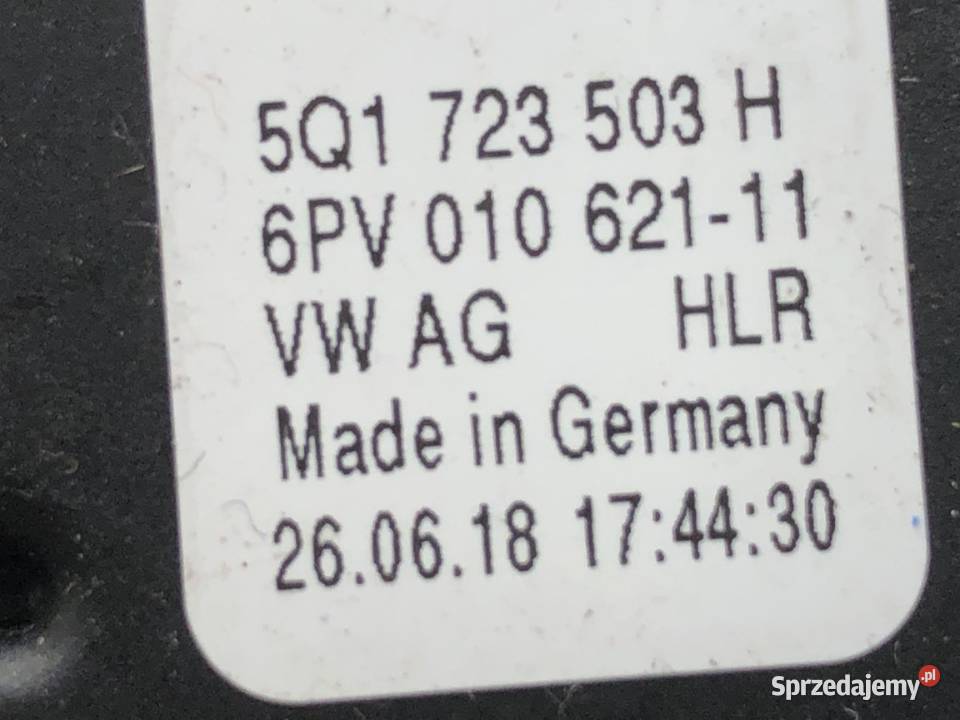 5Q1 723 503 H
6PV 010 621-11
VW AG HLR
Made in Germany
26.06.18 17:44:30
Sprzedajemy.pl